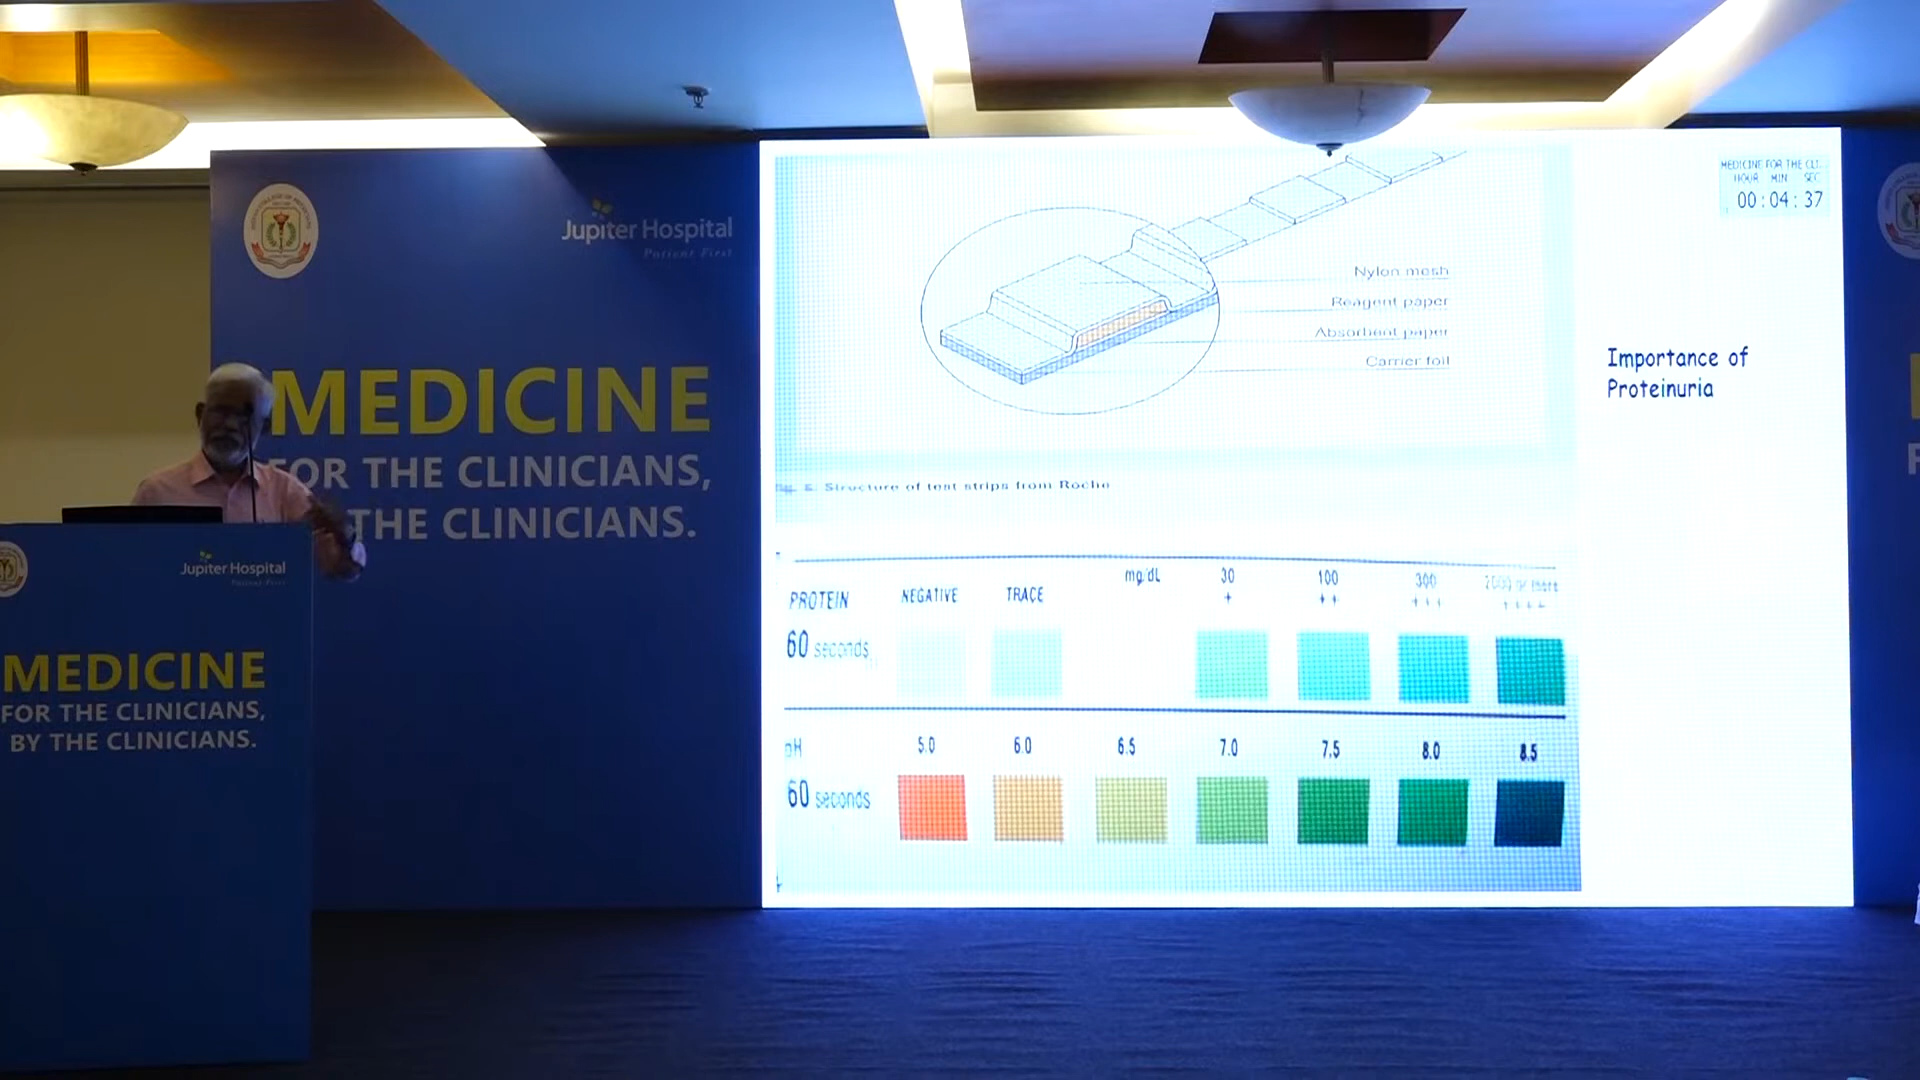 Jupiter Hospital
Patient First
MEDICINE
FOR THE CLINICIANS,
THE CLINICIANS.
Jupiter Hospital
Patient First
MEDICINE
FOR THE CLINICIANS,
BY THE CLINICIANS.
MEDICINE FOR THE CLI...
HOUR MIN SEC
00:04:37
Nylon mesh
Reagent paper
Absorbent paper
Carrier foil
Importance of
Proteinuria
Structure of test strips from Roche
PROTEIN NEGATIVE TRACE mg/dL 30 100 300 2000 or more
+ ++ +++ ++++
60 seconds
pH 5.0 6.0 6.5 7.0 7.5 8.0 8.5
60 seconds